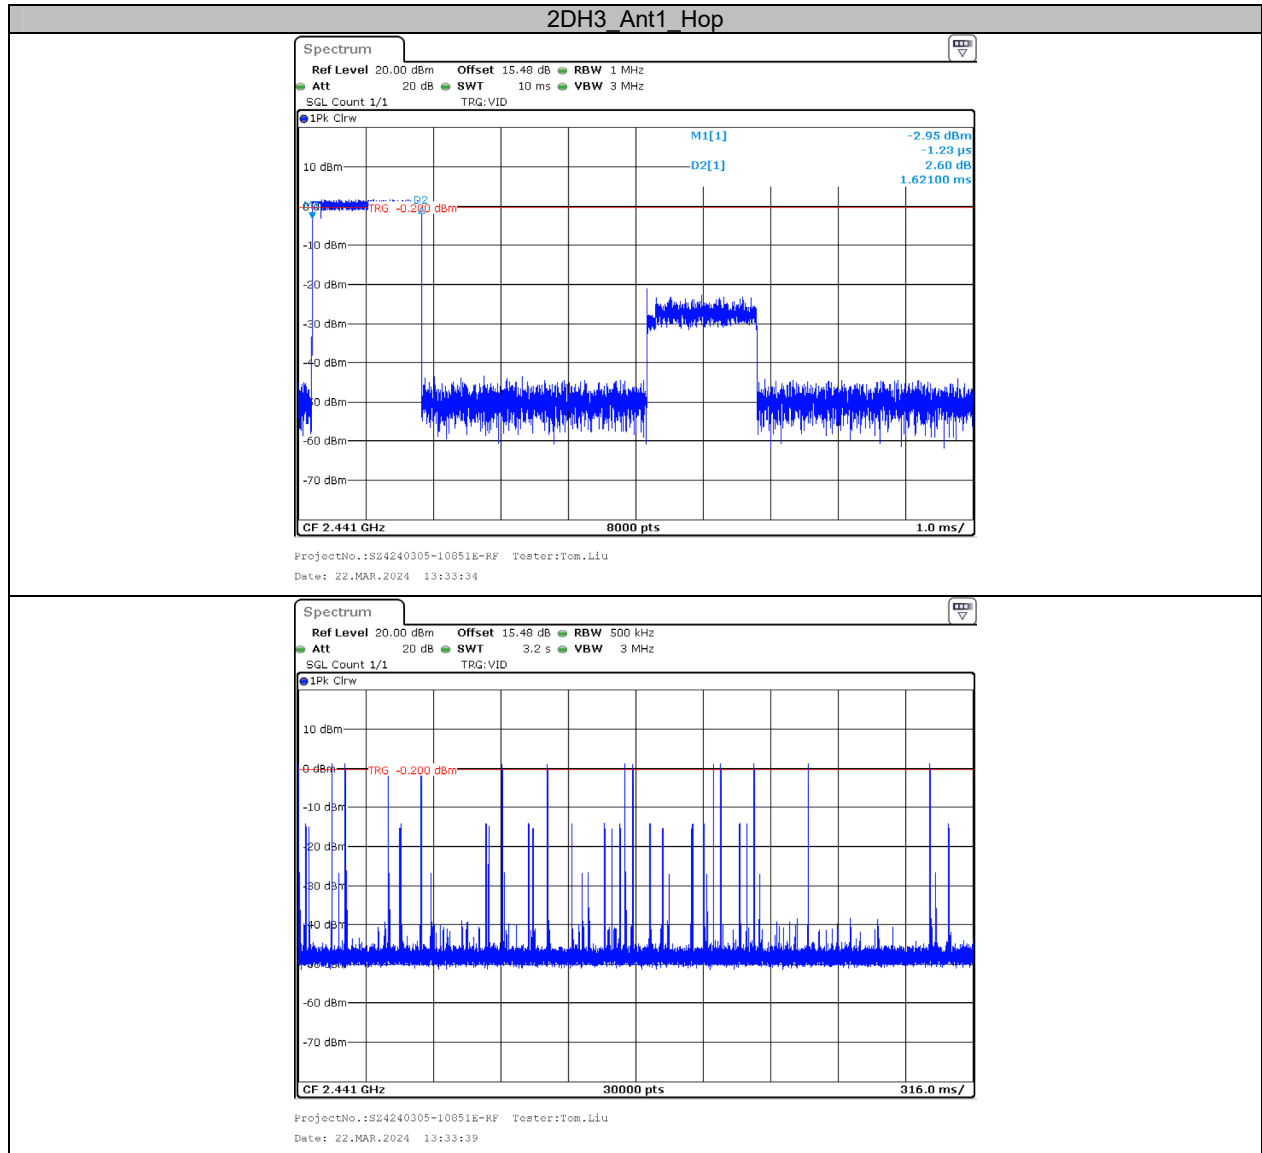 2DH3_Ant1_Hop
Spectrum
Ref Level 20.00 dBm Offset 15.48 dB RBW 1 MHz
Att 20 dB SWT 10 ms VBW 3 MHz
SGL Count 1/1 TRG:VID
1Pk Clrw
M1[1] -2.95 dBm
-1.23 µs
10 dBm D2[1] 2.60 dB
1.62100 ms
D2
TRG -0.200 dBm
-10 dBm
-20 dBm
-30 dBm
-40 dBm
-60 dBm
-70 dBm
CF 2.441 GHz 8000 pts 1.0 ms/
ProjectNo.:SZ4240305-10851E-RF Tester:Tom.Liu
Date: 22.MAR.2024 13:33:34
Spectrum
Ref Level 20.00 dBm Offset 15.48 dB RBW 500 kHz
Att 20 dB SWT 3.2 s VBW 3 MHz
SGL Count 1/1 TRG:VID
1Pk Clrw
10 dBm
0 dBm TRG -0.200 dBm
-10 dBm
-20 dBm
-30 dBm
-40 dBm
-60 dBm
-70 dBm
CF 2.441 GHz 30000 pts 316.0 ms/
ProjectNo.:SZ4240305-10851E-RF Tester:Tom.Liu
Date: 22.MAR.2024 13:33:39